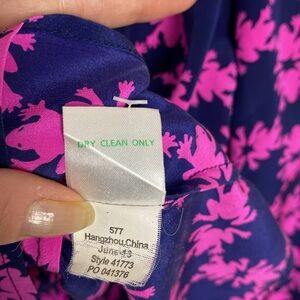 DRY CLEAN ONLY
577
Hangzhou,China
June-13
Style 41773
PO 041376